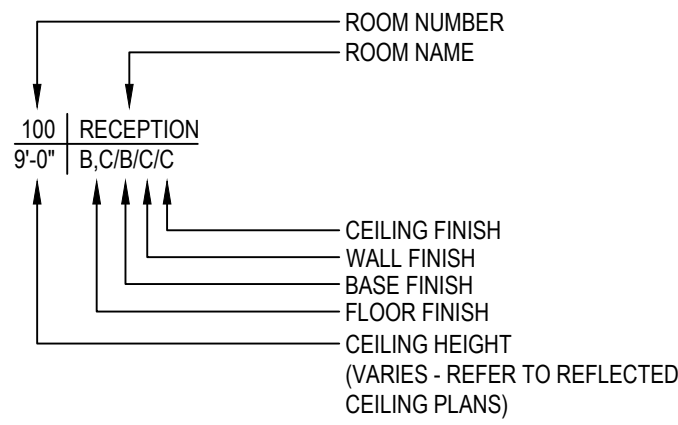 ROOM NUMBER
ROOM NAME
100 RECEPTION
9'-0" B,C/B/C/C
CEILING FINISH
WALL FINISH
BASE FINISH
FLOOR FINISH
CEILING HEIGHT
(VARIES - REFER TO REFLECTED
CEILING PLANS)